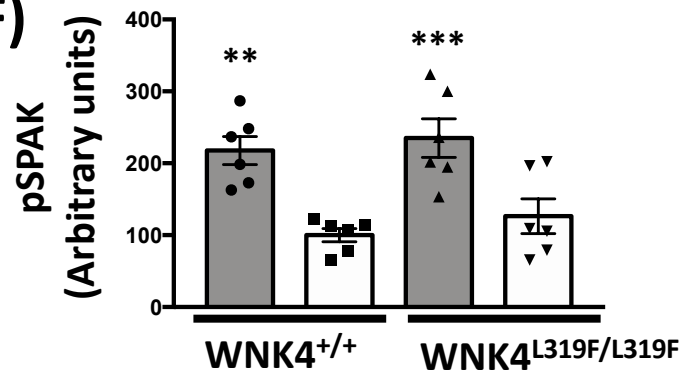 F)
pSPAK
(Arbitrary units)
400
300
200
100
0
**
***
WNK4+/+
WNK4L319F/L319F